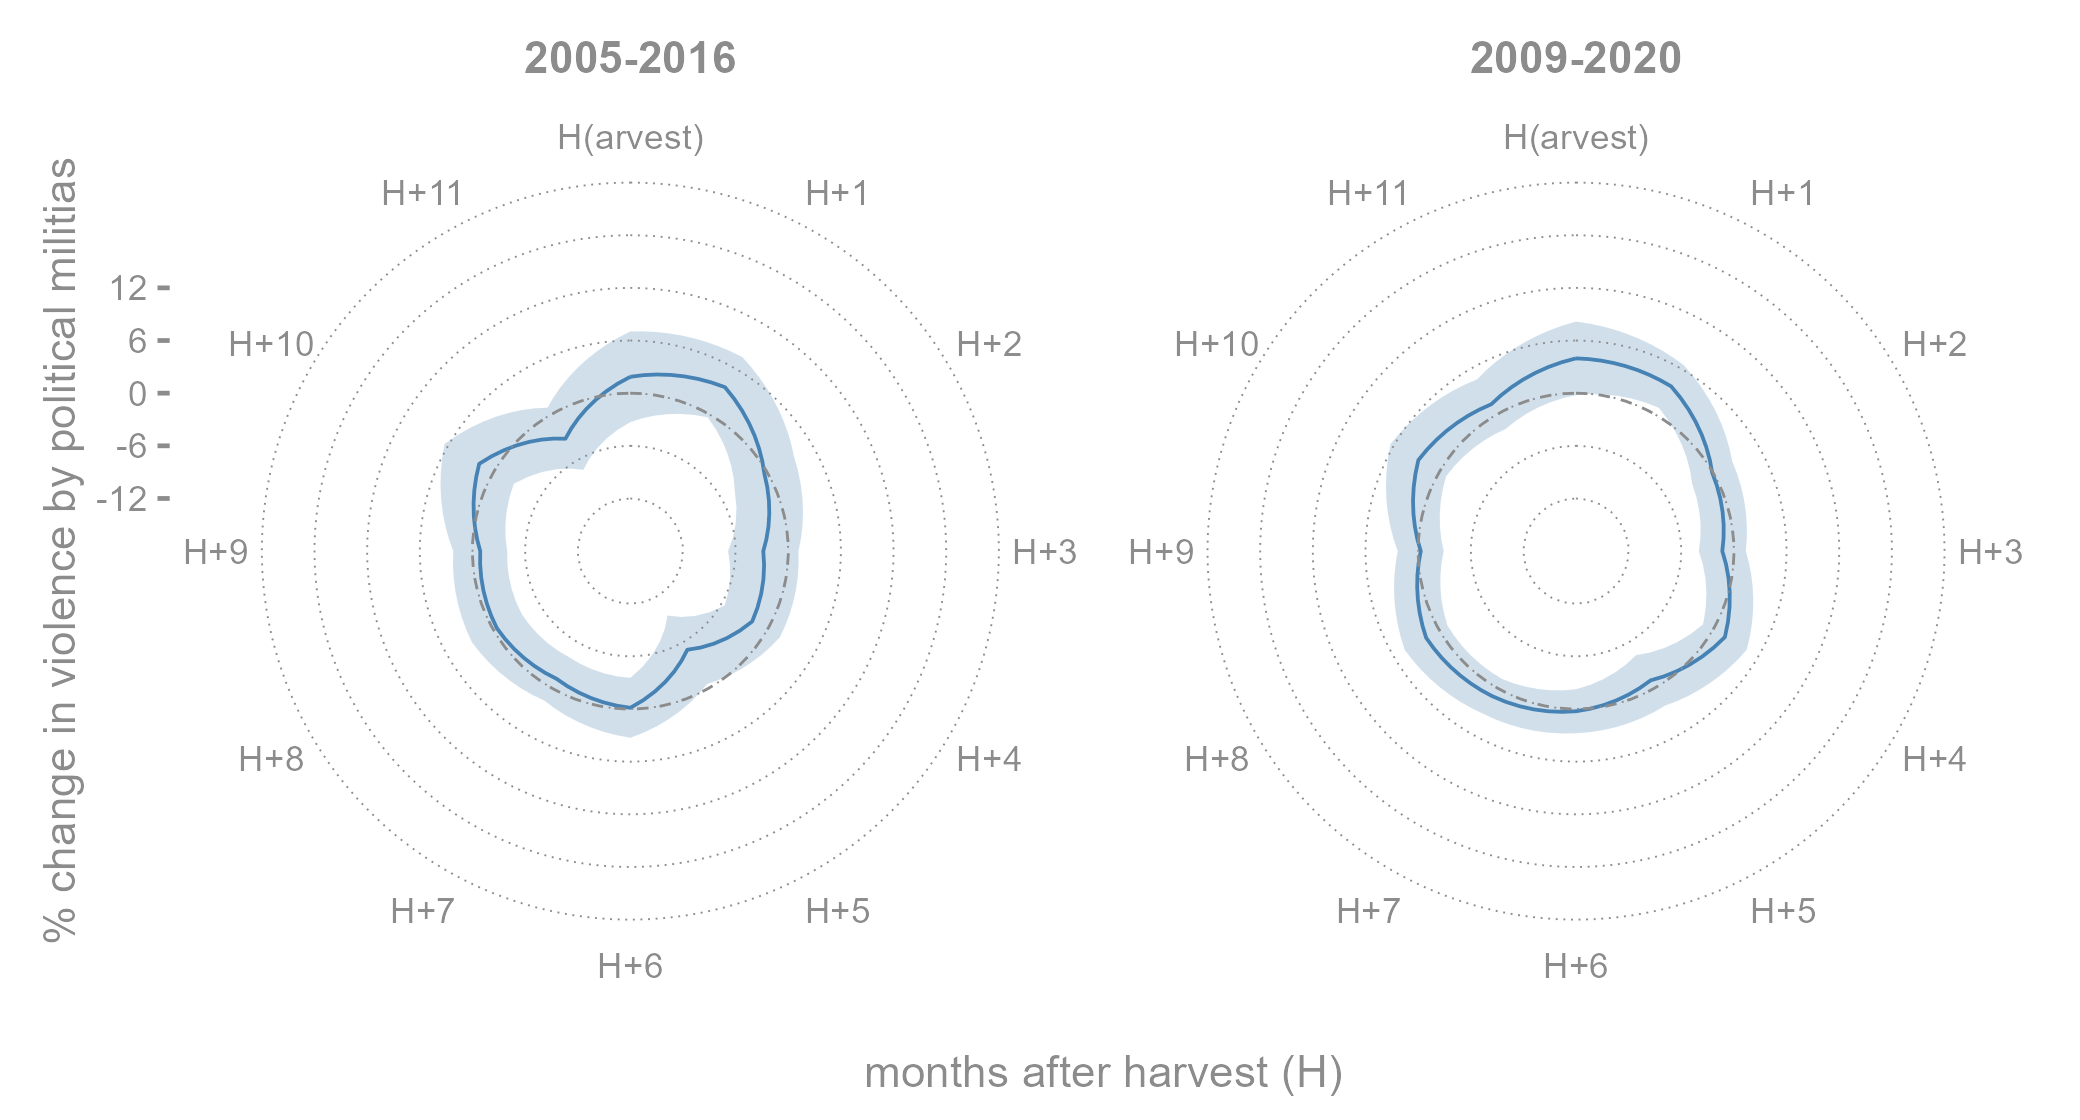 2005-2016
2009-2020
% change in violence by political militias
12
6
0
-6
-12
H(arvest)
H+1
H+2
H+3
H+4
H+5
H+6
H+7
H+8
H+9
H+10
H+11
H(arvest)
H+1
H+2
H+3
H+4
H+5
H+6
H+7
H+8
H+9
H+10
H+11
months after harvest (H)